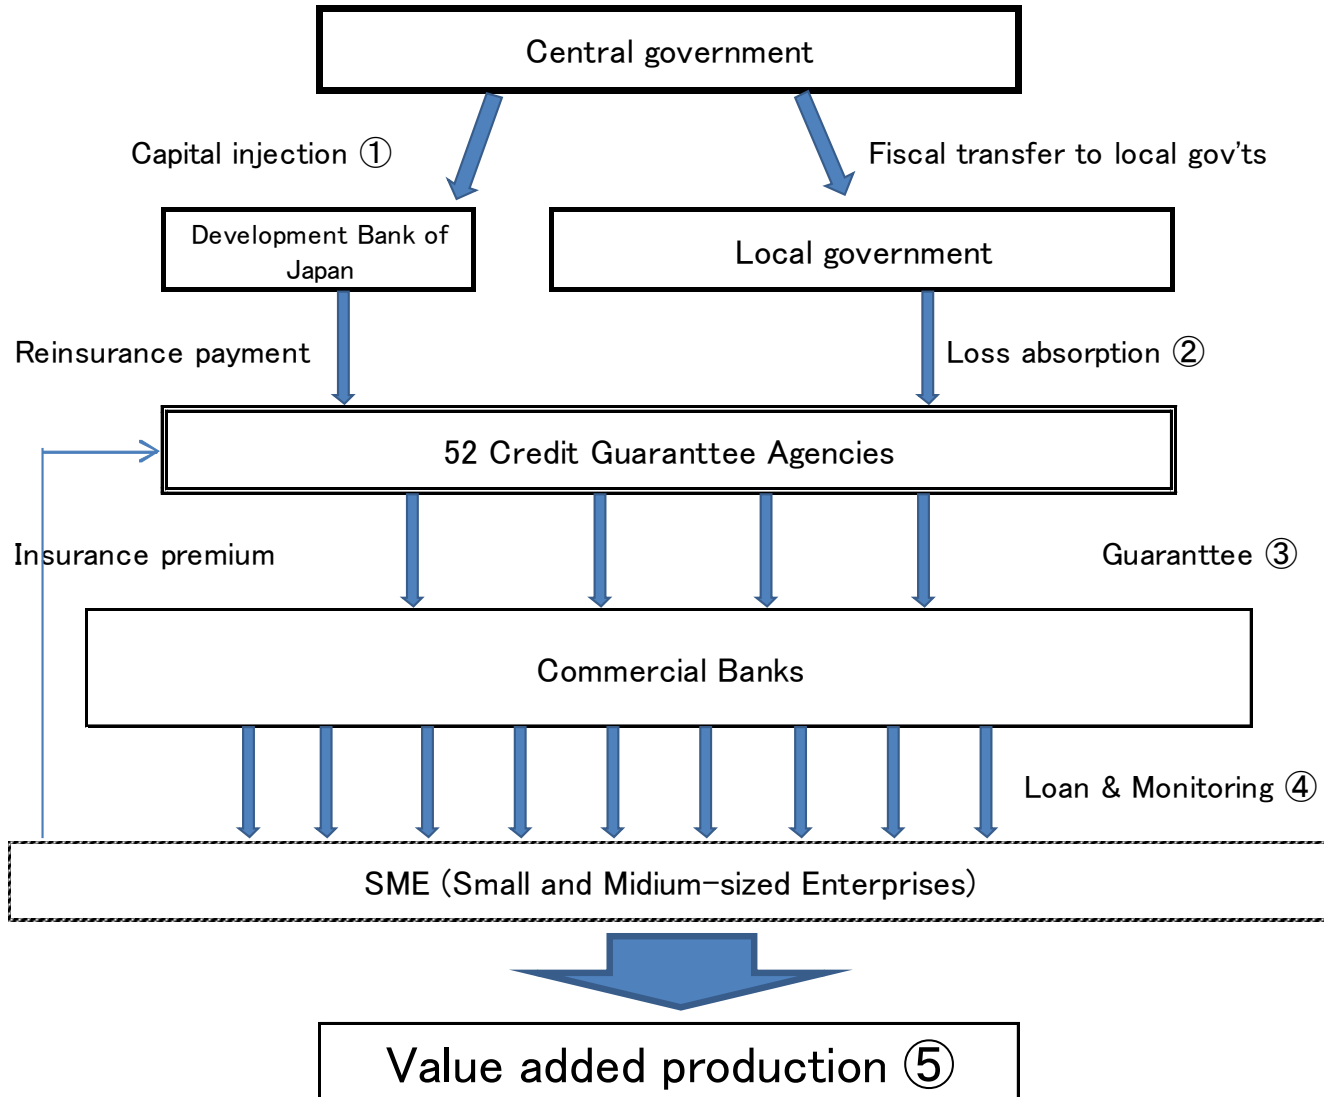 Central government
Capital injection ①
Fiscal transfer to local gov'ts
Development Bank of
Japan
Local government
Reinsurance payment
Loss absorption ②
52 Credit Guaranttee Agencies
Insurance premium
Guaranttee ③
Commercial Banks
Loan & Monitoring ④
SME (Small and Midium-sized Enterprises)
Value added production ⑤